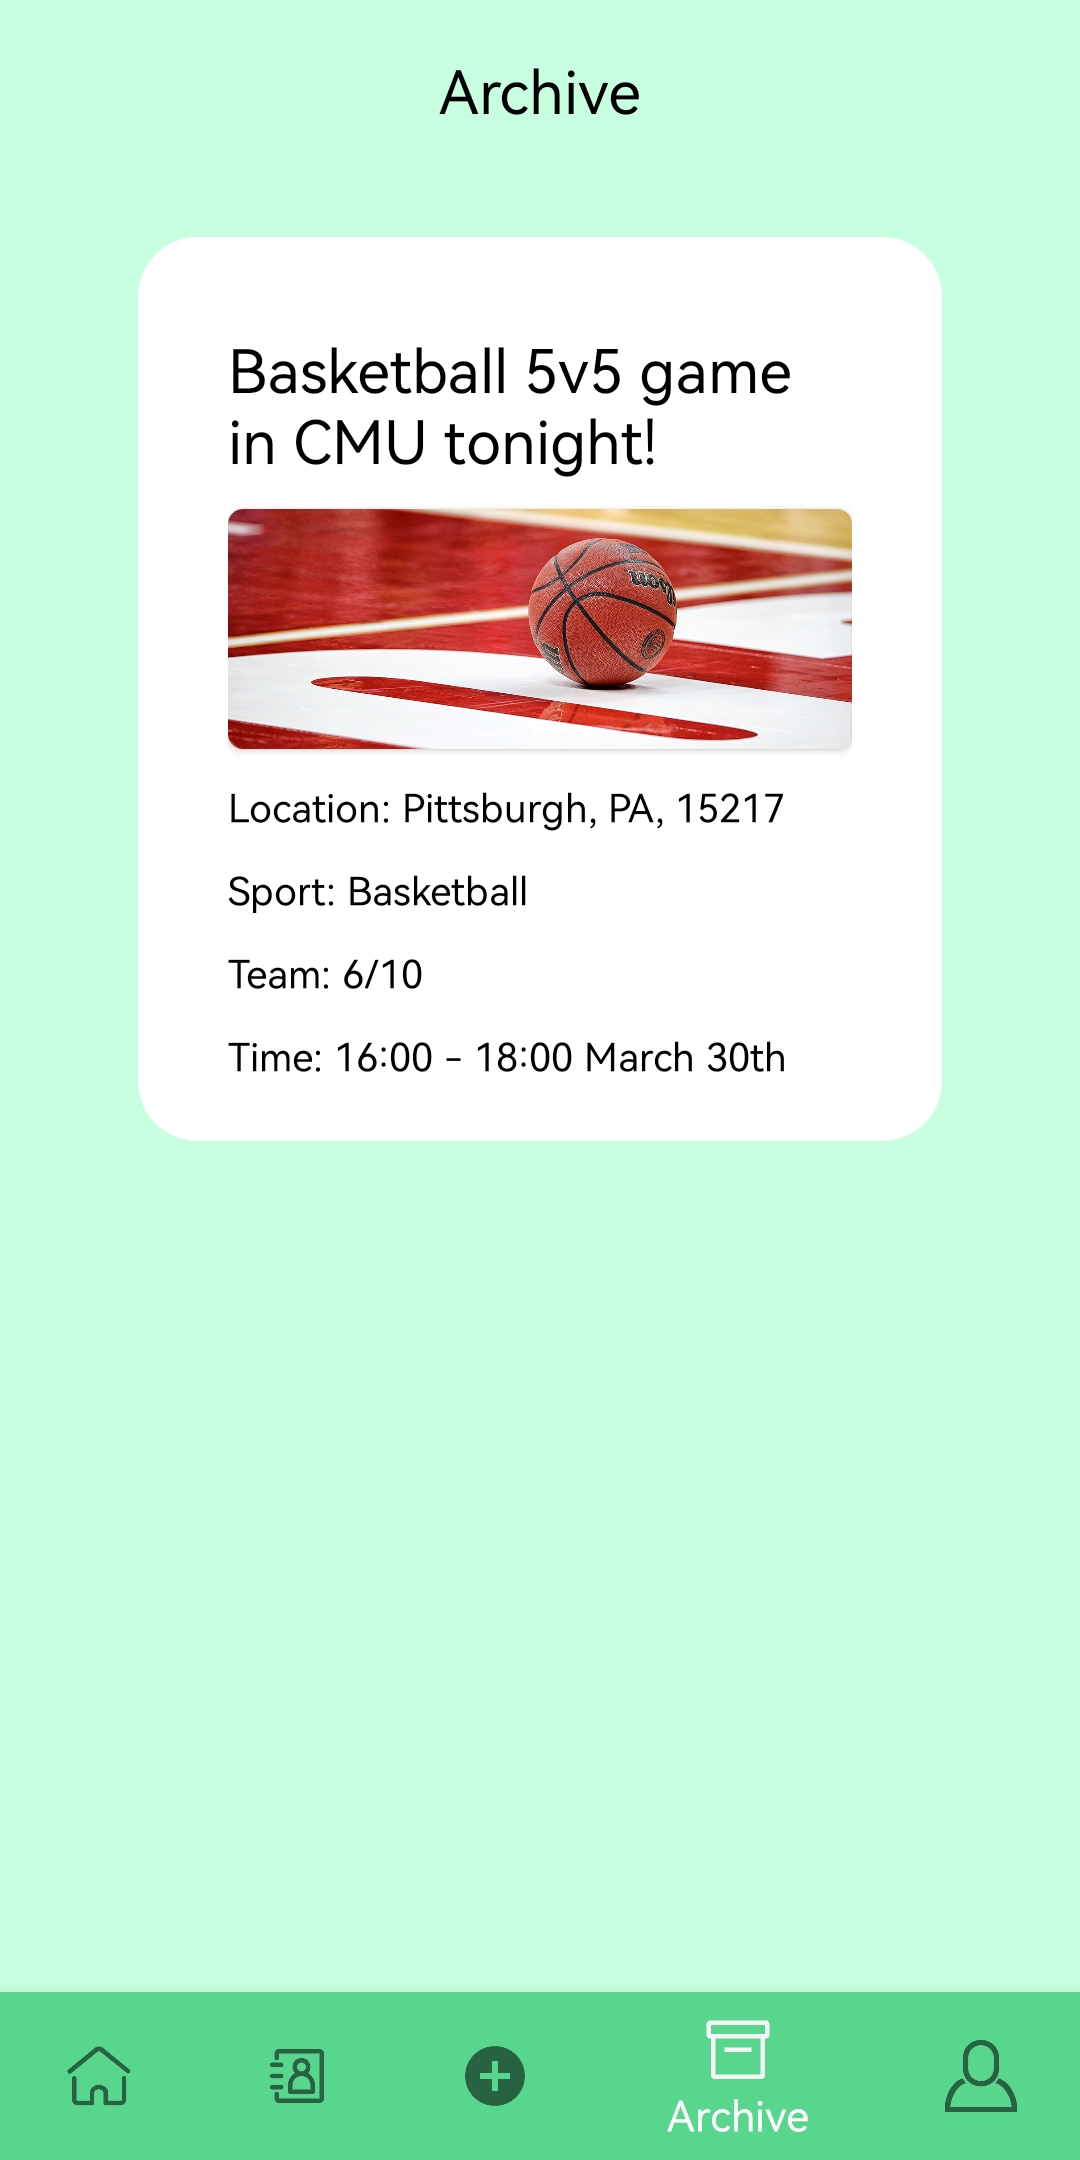 Archive
Basketball 5v5 game
in CMU tonight!
Wilson
Location: Pittsburgh, PA, 15217
Sport: Basketball
Team: 6/10
Time: 16:00 - 18:00 March 30th
Archive